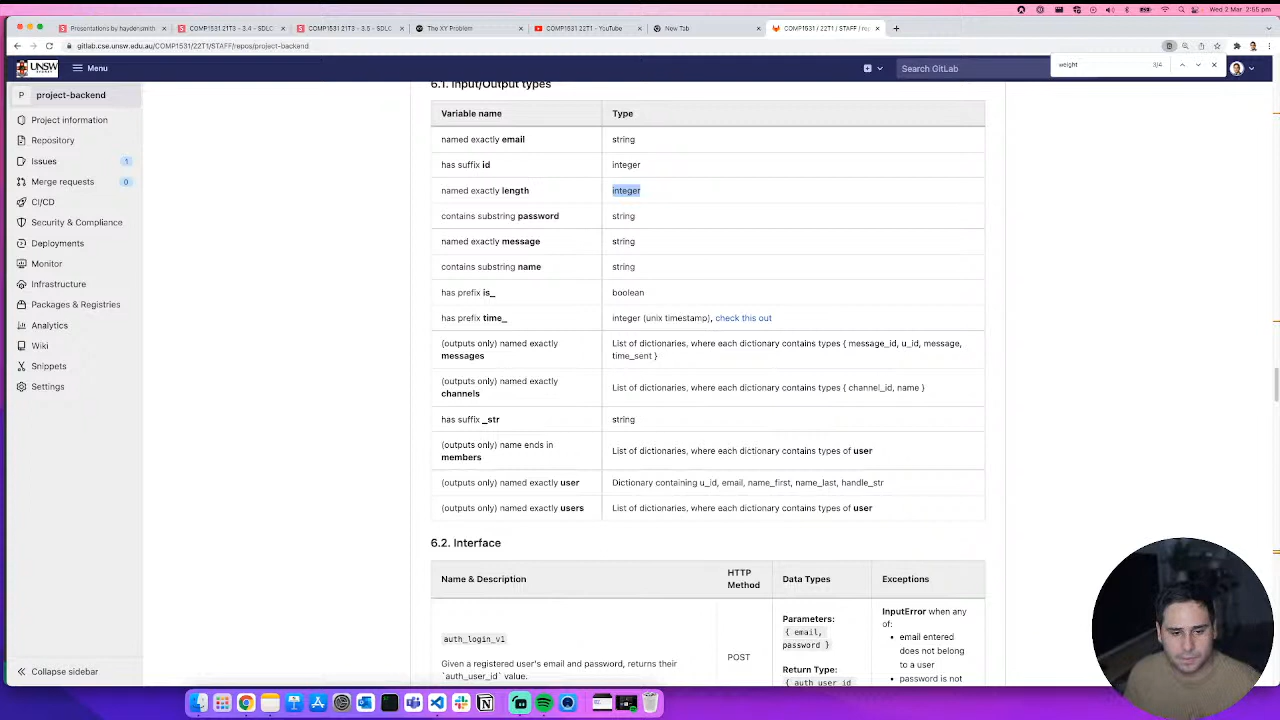 Wed 2 Mar 2:55 pm
Presentations by haydensmith
COMP1531 21T3 - 3.4 - SDLC
COMP1531 21T3 - 3.5 - SDLC
The XY Problem
COMP1531 22T1 - YouTube
New Tab
COMP1531 / 22T1 / STAFF / re
gitlab.cse.unsw.edu.au/COMP1531/22T1/STAFF/repos/project-backend
UNSW
Menu
Search GitLab
weight
3/4
P project-backend
Project information
Repository
Issues 1
Merge requests 0
CI/CD
Security & Compliance
Deployments
Monitor
Infrastructure
Packages & Registries
Analytics
Wiki
Snippets
Settings
Collapse sidebar
6.1. Input/Output types
Variable name Type
named exactly email string
has suffix id integer
named exactly length integer
contains substring password string
named exactly message string
contains substring name string
has prefix is_ boolean
has prefix time_ integer (unix timestamp), check this out
(outputs only) named exactly
messages
List of dictionaries, where each dictionary contains types { message_id, u_id, message,
time_sent }
(outputs only) named exactly
channels
List of dictionaries, where each dictionary contains types { channel_id, name }
has suffix _str string
(outputs only) name ends in
members
List of dictionaries, where each dictionary contains types of user
(outputs only) named exactly user Dictionary containing u_id, email, name_first, name_last, handle_str
(outputs only) named exactly users List of dictionaries, where each dictionary contains types of user
6.2. Interface
Name & Description
HTTP
Method
Data Types
Exceptions
auth_login_v1
Given a registered user's email and password, returns their
`auth_user_id` value.
POST
Parameters:
{ email,
password }
Return Type:
{ auth_user_id
InputError when any
of:
email entered
does not belong
to a user
password is not